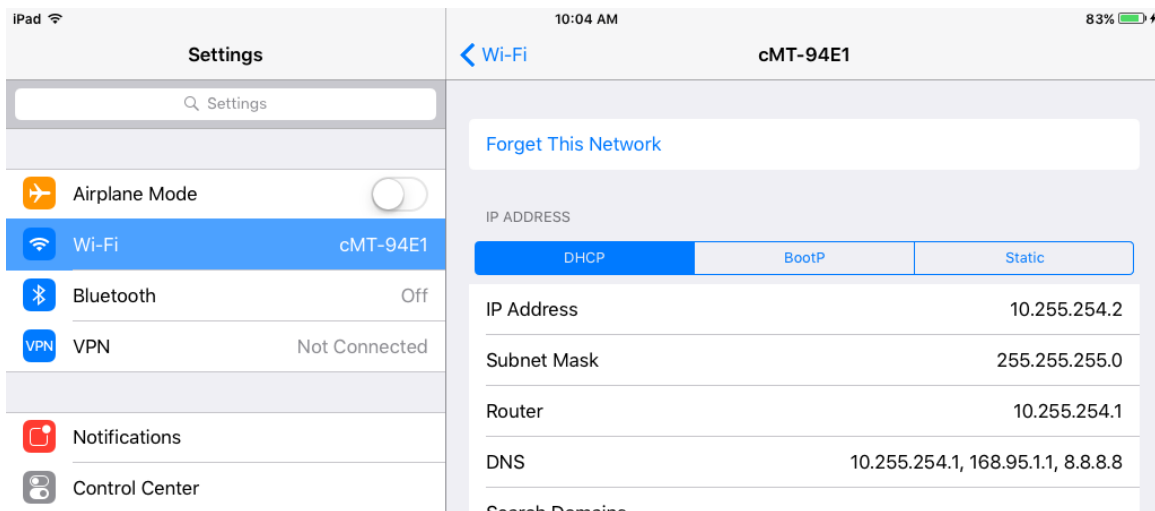 iPad 10:04 AM 83%
Settings
Wi-Fi cMT-94E1
Settings
Forget This Network
Airplane Mode
IP ADDRESS
Wi-Fi cMT-94E1
DHCP BootP Static
Bluetooth Off
IP Address 10.255.254.2
VPN VPN Not Connected
Subnet Mask 255.255.255.0
Router 10.255.254.1
Notifications
DNS 10.255.254.1, 168.95.1.1, 8.8.8.8
Control Center
Search Domains